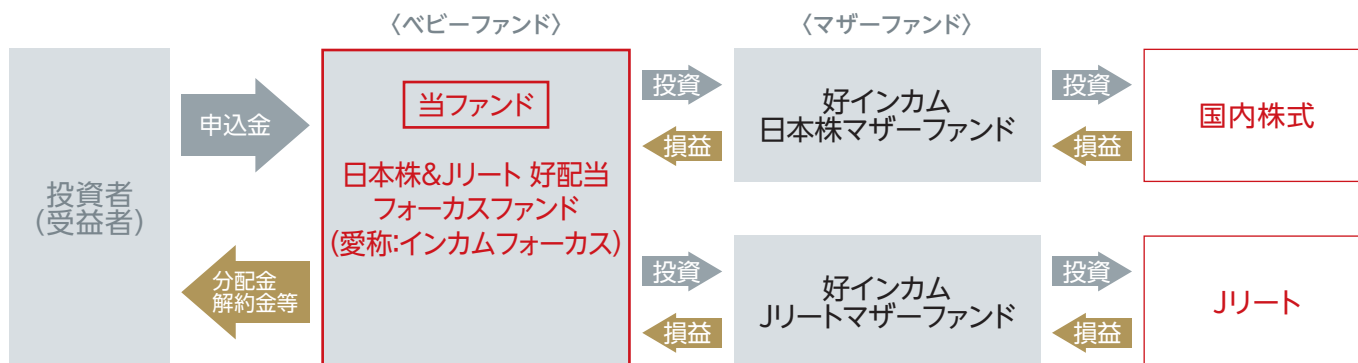 〈ベビーファンド〉
〈マザーファンド〉
投資者
(受益者)
申込金
分配金
解約金等
当ファンド
日本株&Jリート 好配当
フォーカスファンド
(愛称:インカムフォーカス)
投資
損益
好インカム
日本株マザーファンド
投資
損益
国内株式
投資
損益
好インカム
Jリートマザーファンド
投資
損益
Jリート